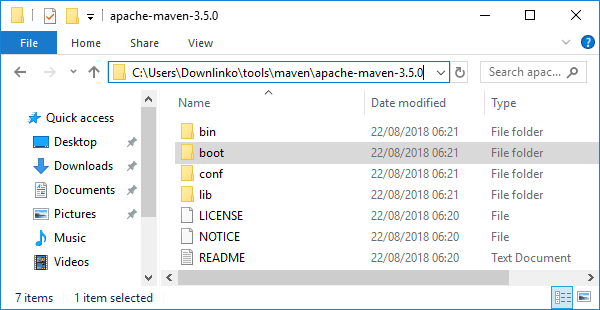 apache-maven-3.5.0
File Home Share View
C:\Users\Downlinko\tools\maven\apache-maven-3.5.0 Search apac...
Name Date modified Type
Quick access
Desktop
Downloads
Documents
Pictures
Music
Videos
bin 22/08/2018 06:21 File folder
boot 22/08/2018 06:21 File folder
conf 22/08/2018 06:21 File folder
lib 22/08/2018 06:21 File folder
LICENSE 22/08/2018 06:20 File
NOTICE 22/08/2018 06:20 File
README 22/08/2018 06:20 Text Document
7 items 1 item selected